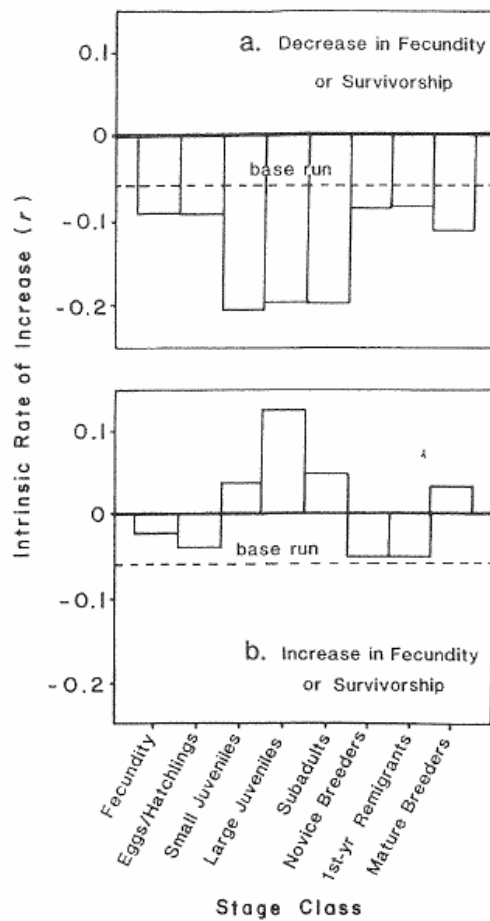 0.1
a. Decrease in Fecundity
or Survivorship
0
base run
-0.1
-0.2
Intrinsic Rate of Increase (r)
0.1
0
base run
-0.1
b. Increase in Fecundity
or Survivorship
-0.2
Fecundity
Eggs/Hatchlings
Small Juveniles
Large Juveniles
Subadults
Novice Breeders
1st-yr Remigrants
Mature Breeders
Stage Class